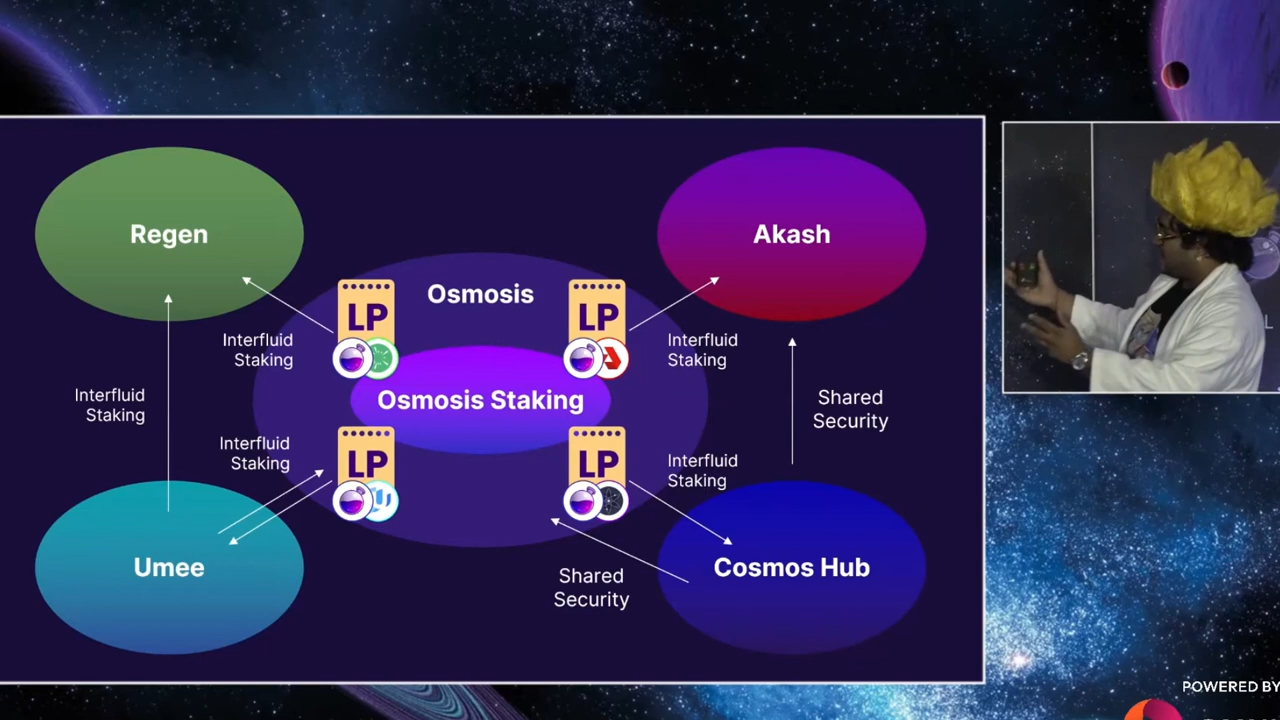 Regen
Akash
Osmosis
LP
LP
Interfluid
Staking
Interfluid
Staking
Osmosis Staking
Interfluid
Staking
Shared
Security
Interfluid
Staking
LP
LP
Interfluid
Staking
Umee
Cosmos Hub
Shared
Security
POWERED BY